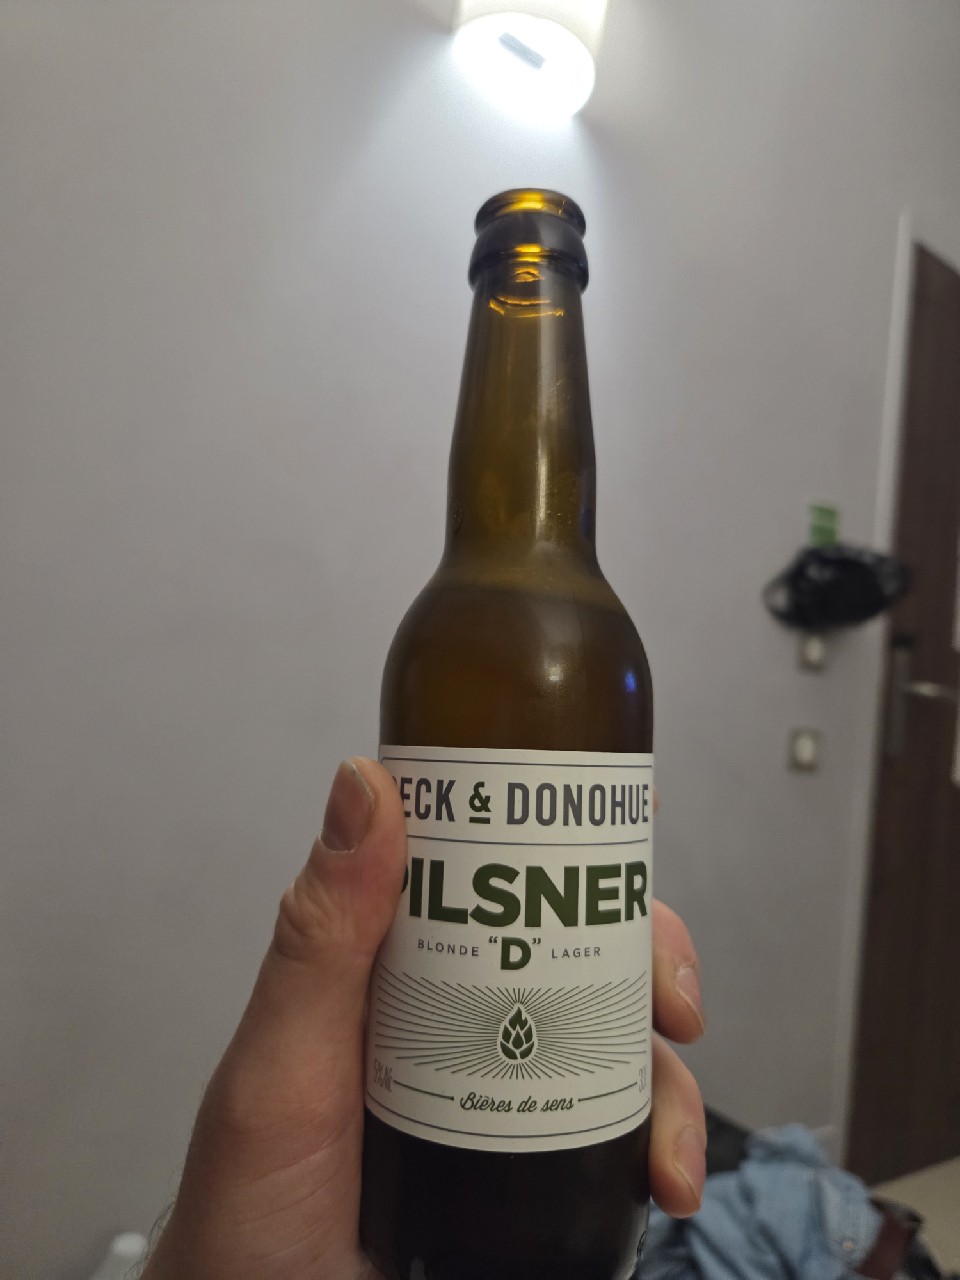 ECK & DONOHUE
PILSNER
BLONDE "D" LAGER
Bières de sens